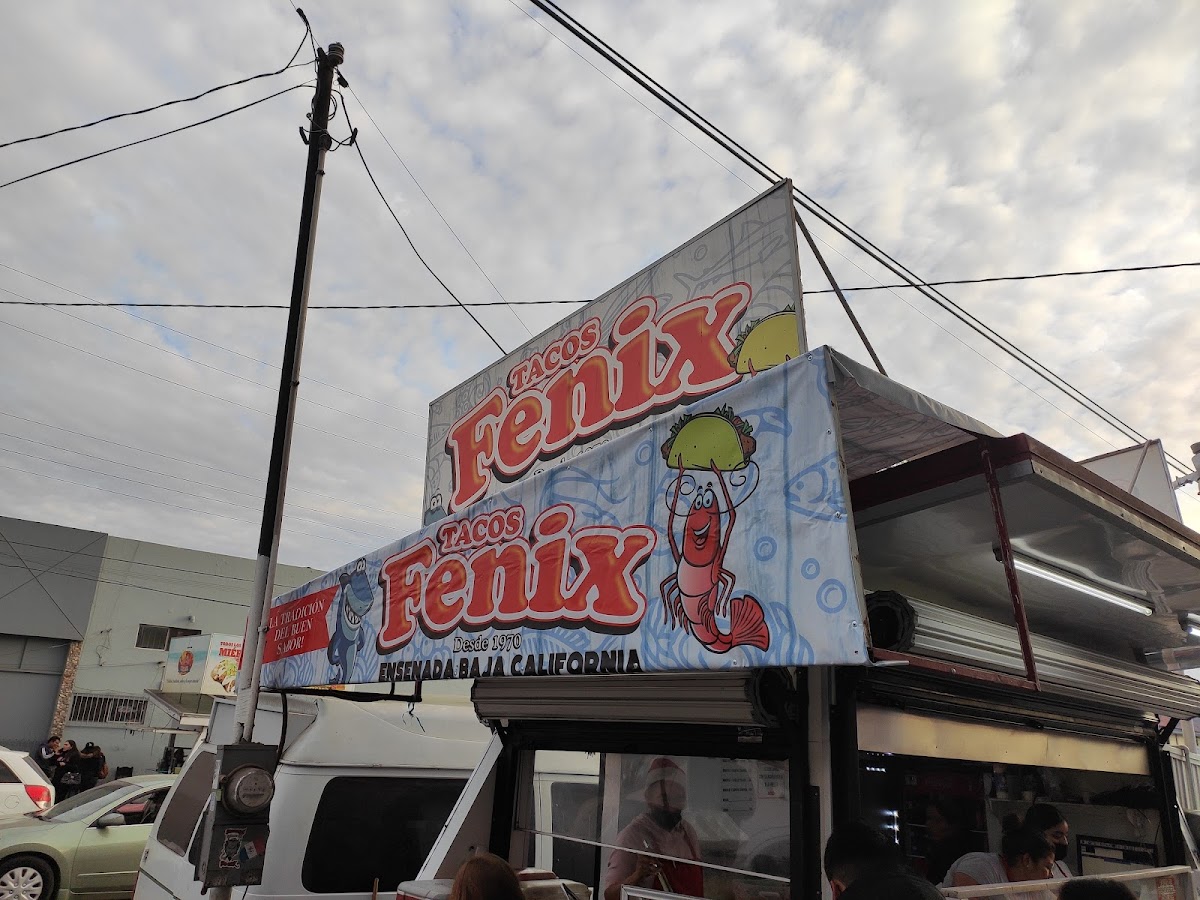 TACOS
Fenix
TACOS
Fenix
Desde 1970
ENSENADA BAJA CALIFORNIA
LA TRADICIÓN
DEL BUEN
SABOR!